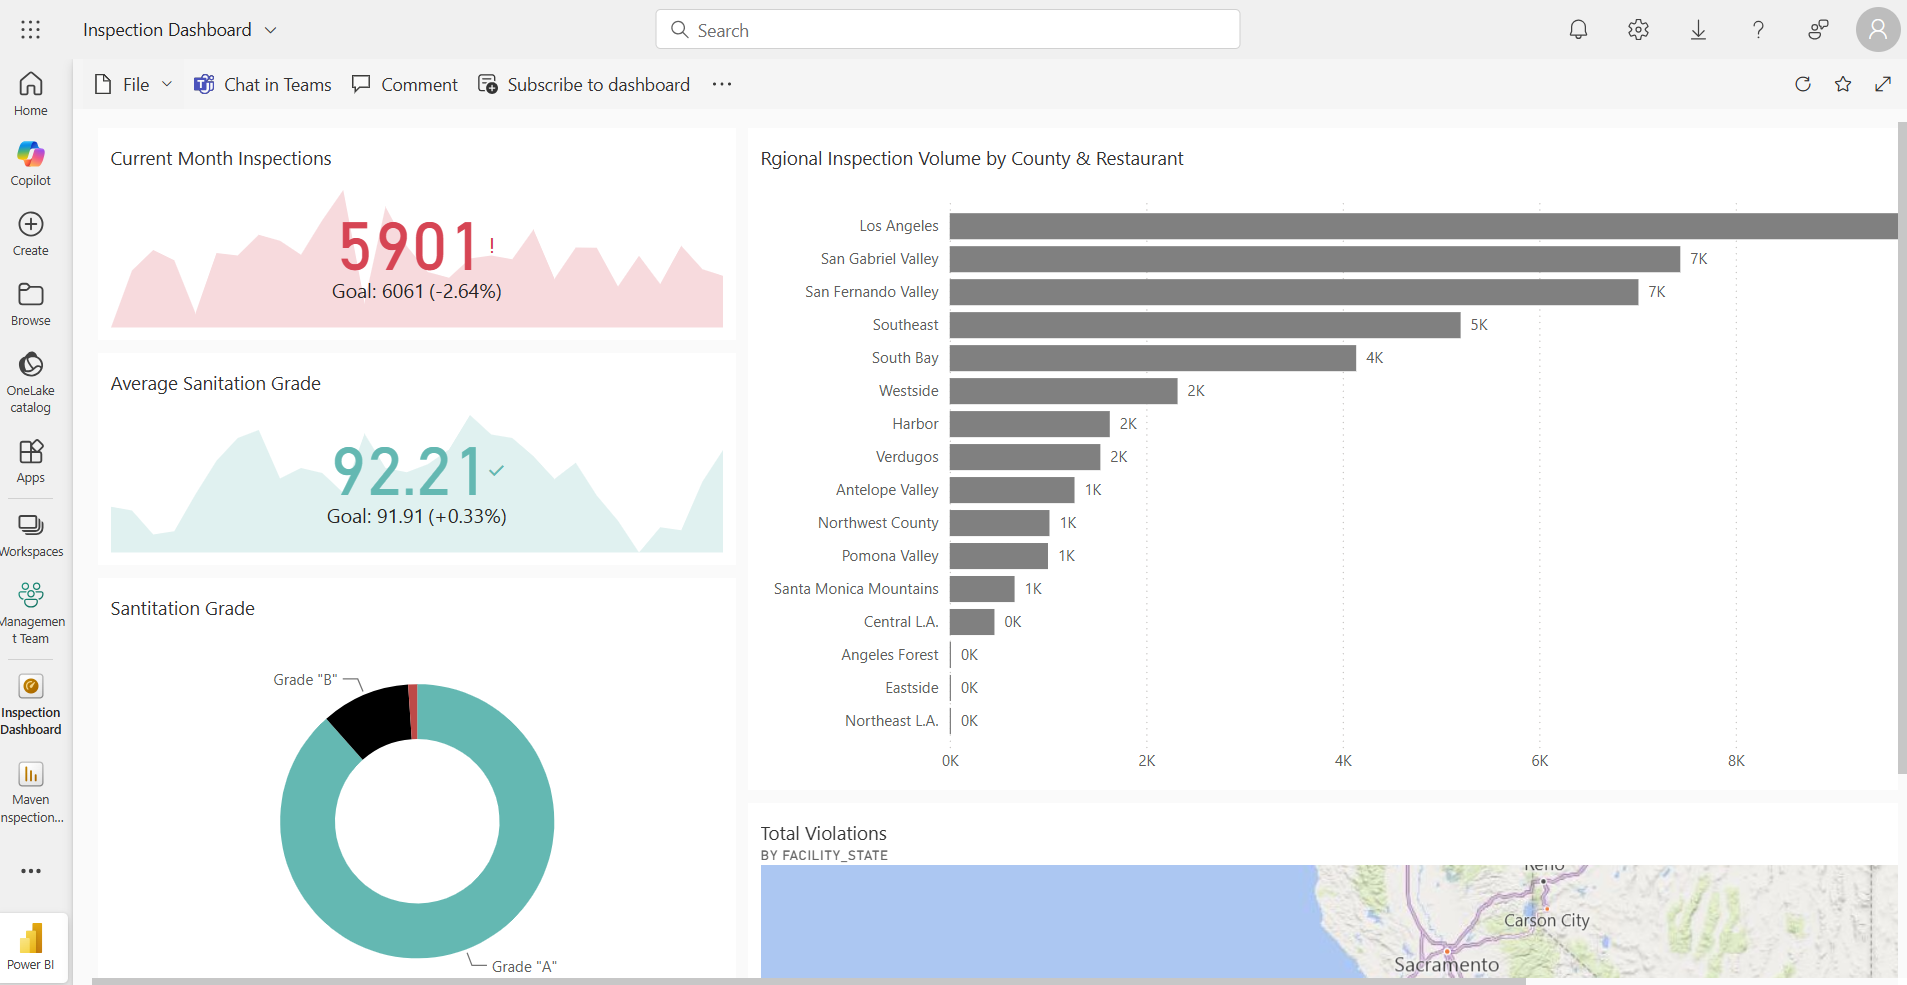 Inspection Dashboard
Search
Home
Copilot
Create
Browse
OneLake
catalog
Apps
Workspaces
Managemen
t Team
Inspection
Dashboard
Maven
nspection...
Power BI
File
Chat in Teams
Comment
Subscribe to dashboard
Current Month Inspections
5901 !
Goal: 6061 (-2.64%)
Average Sanitation Grade
92.21
Goal: 91.91 (+0.33%)
Santitation Grade
Grade "B"
Grade "A"
Rgional Inspection Volume by County & Restaurant
Los Angeles
San Gabriel Valley 7K
San Fernando Valley 7K
Southeast 5K
South Bay 4K
Westside 2K
Harbor 2K
Verdugos 2K
Antelope Valley 1K
Northwest County 1K
Pomona Valley 1K
Santa Monica Mountains 1K
Central L.A. 0K
Angeles Forest 0K
Eastside 0K
Northeast L.A. 0K
0K 2K 4K 6K 8K
Total Violations
BY FACILITY_STATE
Reno
Carson City
Sacramento